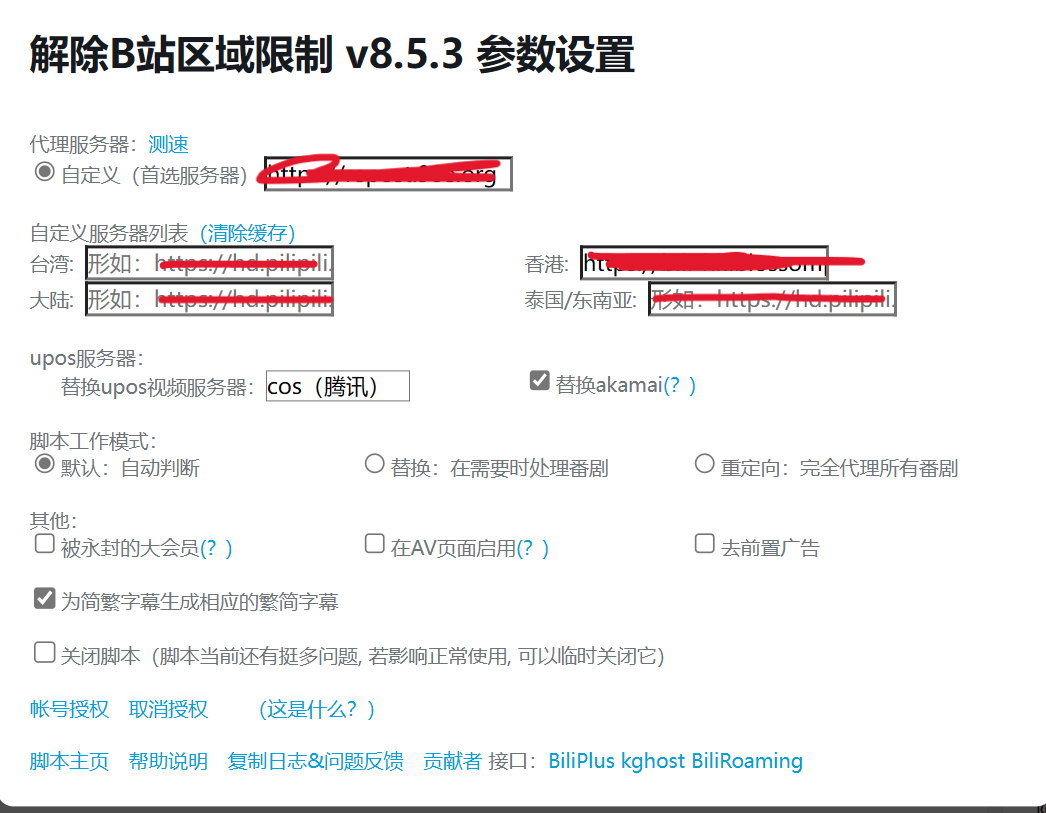 解除B站区域限制 v8.5.3 参数设置
代理服务器：测速
自定义（首选服务器）
自定义服务器列表（清除缓存）
台湾: 形如：https://hd.pilipili. 香港:
大陆: 形如：https://hd.pilipili. 泰国/东南亚: 形如：https://hd.pilipili.
upos服务器：
替换upos视频服务器：cos（腾讯） 替换akamai(？)
脚本工作模式：
默认：自动判断 替换：在需要时处理番剧 重定向：完全代理所有番剧
其他：
被永封的大会员(？) 在AV页面启用(？) 去前置广告
为简繁字幕生成相应的繁简字幕
关闭脚本（脚本当前还有挺多问题, 若影响正常使用, 可以临时关闭它）
帐号授权 取消授权 （这是什么？）
脚本主页 帮助说明 复制日志&问题反馈 贡献者 接口：BiliPlus kghost BiliRoaming